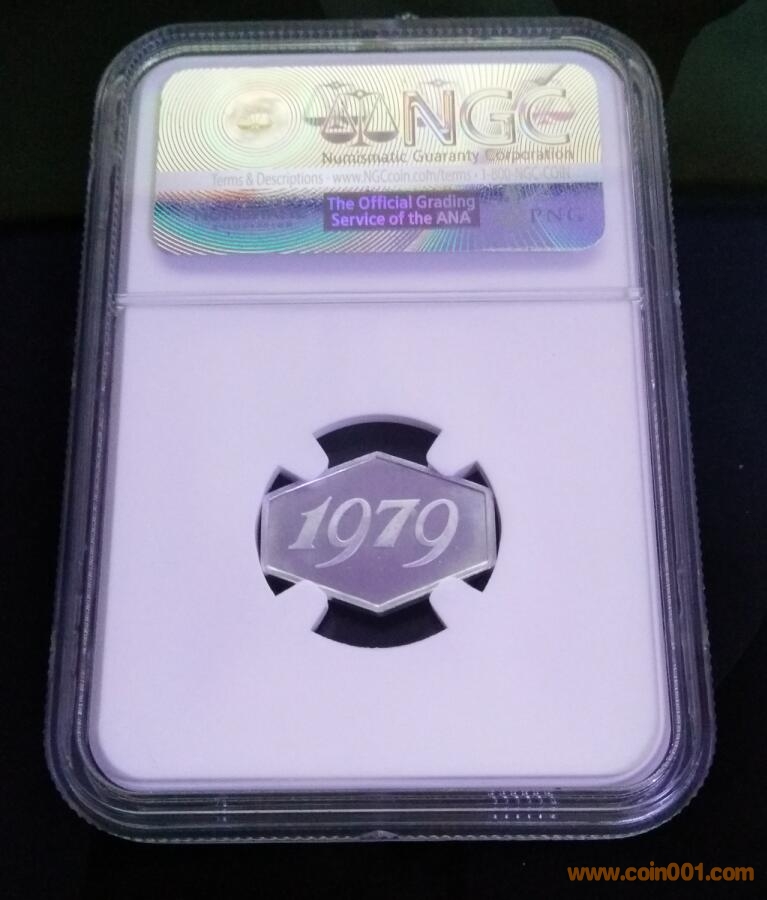 NGC
Numismatic Guaranty Corporation
Terms & Descriptions - www.NGCcoin.com/terms • 1-800-NGC-COIN
The Official Grading
Service of the ANA
PNG
1979
www.coin001.com